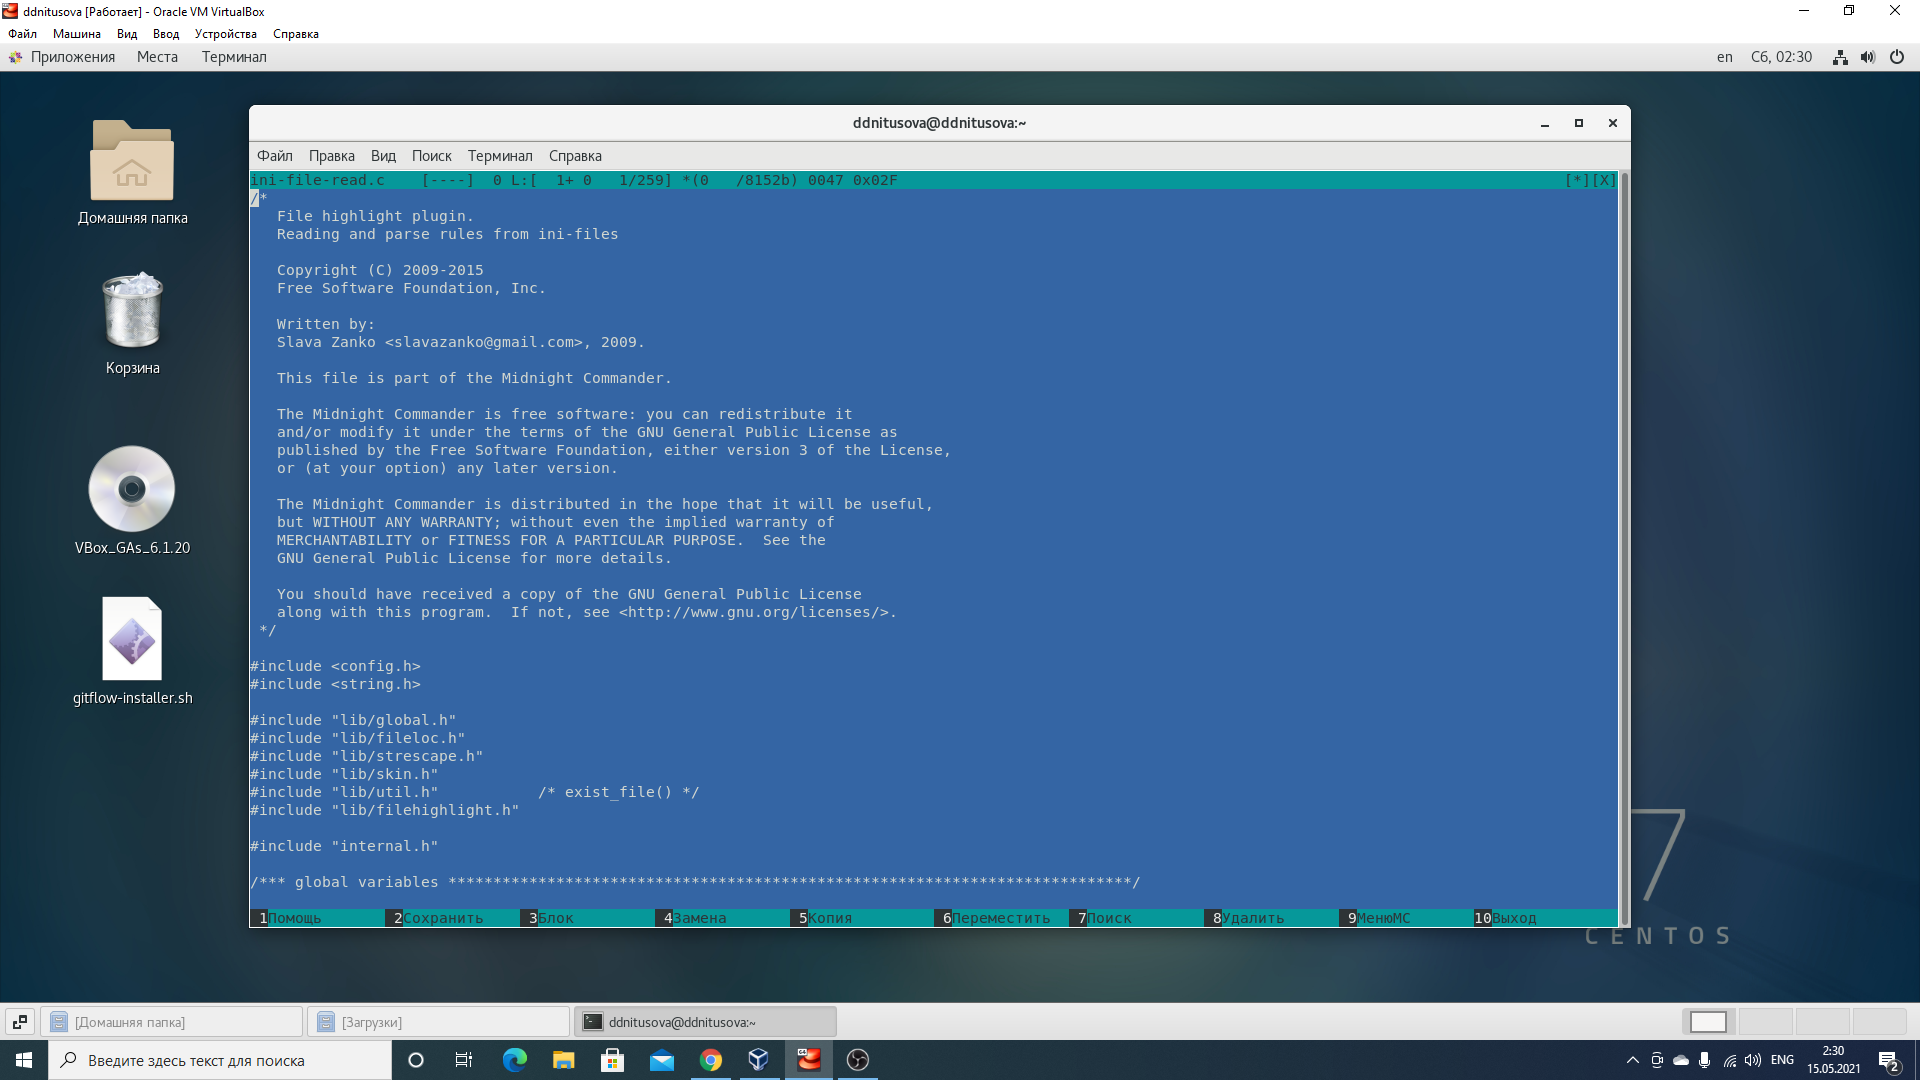 ddnitusova [Работает] - Oracle VM VirtualBox
Файл Машина Вид Ввод Устройства Справка
Приложения Места Терминал en Сб, 02:30
ddnitusova@ddnitusova:~
Файл Правка Вид Поиск Терминал Справка
ini-file-read.c [----] 0 L:[ 1+ 0 1/259] *(0 /8152b) 0047 0x02F [*][X]
/*
File highlight plugin.
Reading and parse rules from ini-files
Copyright (C) 2009-2015
Free Software Foundation, Inc.
Written by:
Slava Zanko <slavazanko@gmail.com>, 2009.
This file is part of the Midnight Commander.
The Midnight Commander is free software: you can redistribute it
and/or modify it under the terms of the GNU General Public License as
published by the Free Software Foundation, either version 3 of the License,
or (at your option) any later version.
The Midnight Commander is distributed in the hope that it will be useful,
but WITHOUT ANY WARRANTY; without even the implied warranty of
MERCHANTABILITY or FITNESS FOR A PARTICULAR PURPOSE.  See the
GNU General Public License for more details.
You should have received a copy of the GNU General Public License
along with this program.  If not, see <http://www.gnu.org/licenses/>.
*/
#include <config.h>
#include <string.h>
#include "lib/global.h"
#include "lib/fileloc.h"
#include "lib/strescape.h"
#include "lib/skin.h"
#include "lib/util.h"           /* exist_file() */
#include "lib/filehighlight.h"
#include "internal.h"
/*** global variables ****************************************************************************/
1Помощь 2Сохранить 3Блок 4Замена 5Копия 6Переместить 7Поиск 8Удалить 9МенюМС 10Выход
Домашняя папка
Корзина
VBox_GAs_6.1.20
gitflow-installer.sh
7
CENTOS
[Домашняя папка] [Загрузки] ddnitusova@ddnitusova:~
Введите здесь текст для поиска
ENG
2:30
15.05.2021
2